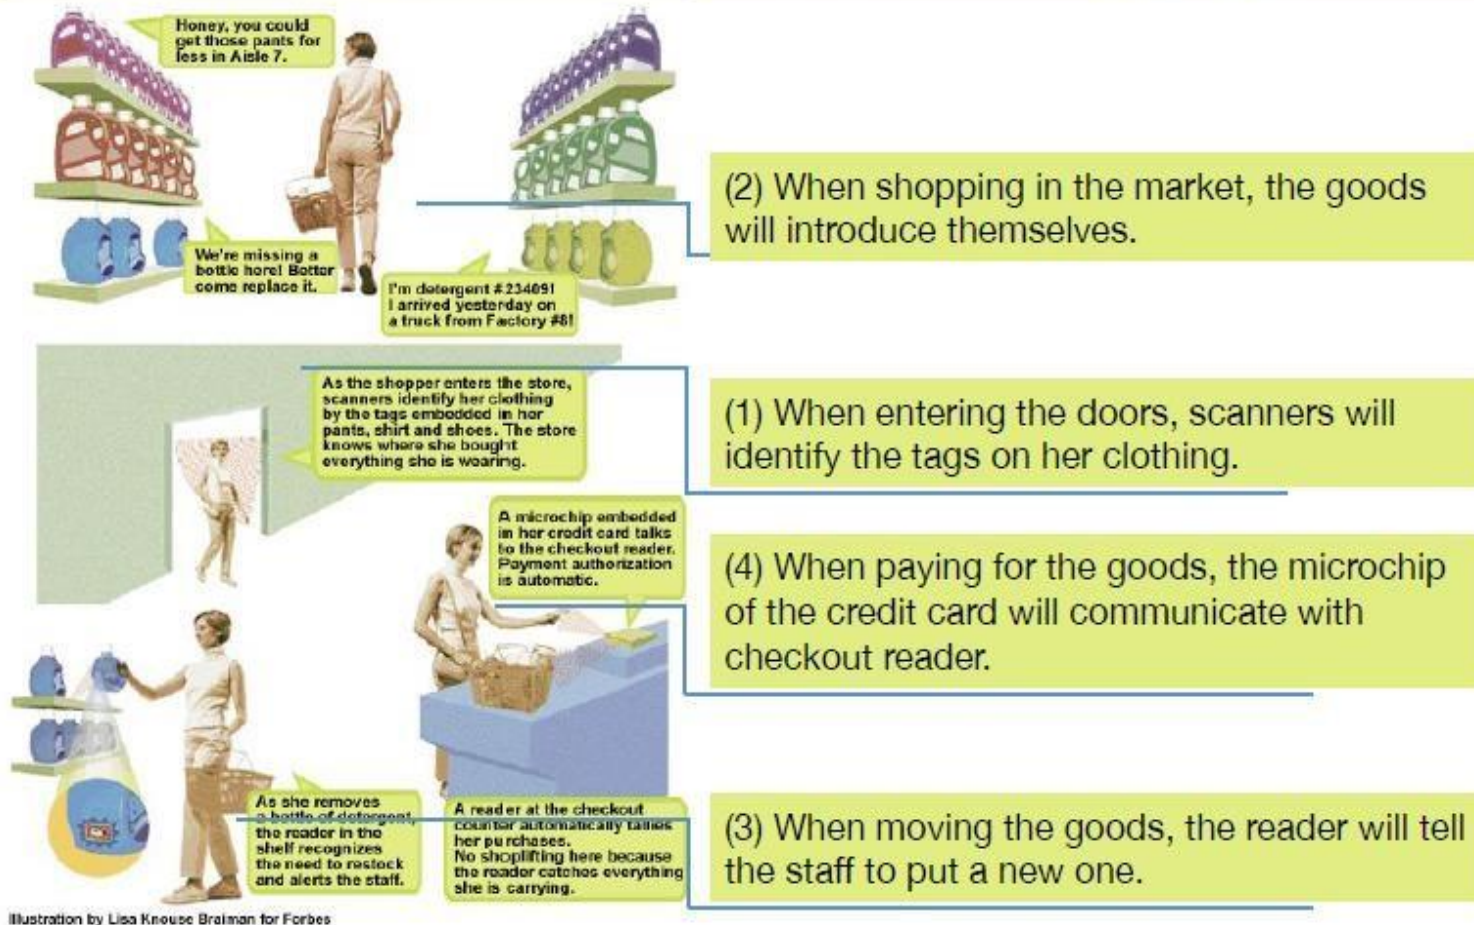 Honey, you could
get those pants for
less in Aisle 7.
We're missing a
bottle here! Better
come replace it.
I'm detergent #234091
I arrived yesterday on
a truck from Factory #8!
(2) When shopping in the market, the goods
will introduce themselves.
As the shopper enters the store,
scanners identify her clothing
by the tags embedded in her
pants, shirt and shoes. The store
knows where she bought
everything she is wearing.
(1) When entering the doors, scanners will
identify the tags on her clothing.
A microchip embedded
in her credit card talks
to the checkout reader.
Payment authorization
is automatic.
(4) When paying for the goods, the microchip
of the credit card will communicate with
checkout reader.
As she removes
a bottle of detergent,
the reader in the
shelf recognizes
the need to restock
and alerts the staff.
A reader at the checkout
counter automatically tallies
her purchases.
No shoplifting here because
the reader catches everything
she is carrying.
(3) When moving the goods, the reader will tell
the staff to put a new one.
Illustration by Lisa Knouse Braiman for Forbes